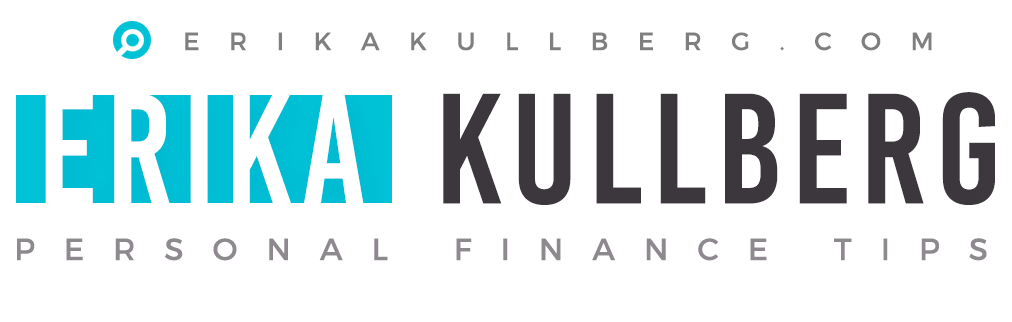 ERIKAKULLBERG.COM
ERIKA KULLBERG
PERSONAL FINANCE TIPS